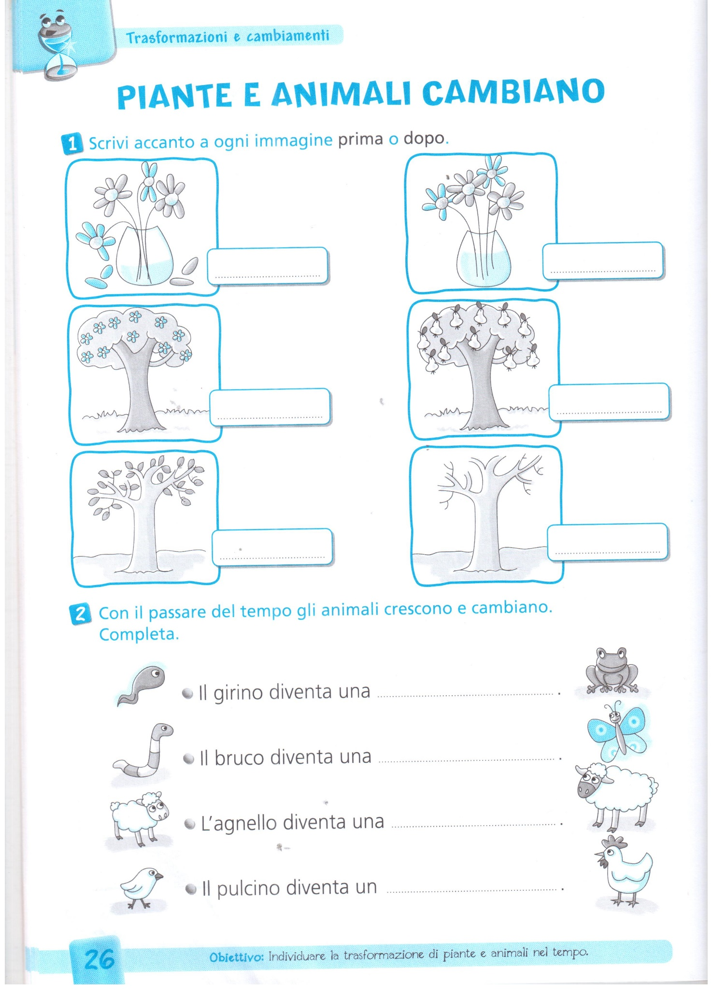 Trasformazioni e cambiamenti
PIANTE E ANIMALI CAMBIANO
1 Scrivi accanto a ogni immagine prima o dopo.
2 Con il passare del tempo gli animali crescono e cambiano.
Completa.
Il girino diventa una .
Il bruco diventa una .
L'agnello diventa una .
Il pulcino diventa un .
26
Obiettivo: Individuare la trasformazione di piante e animali nel tempo.